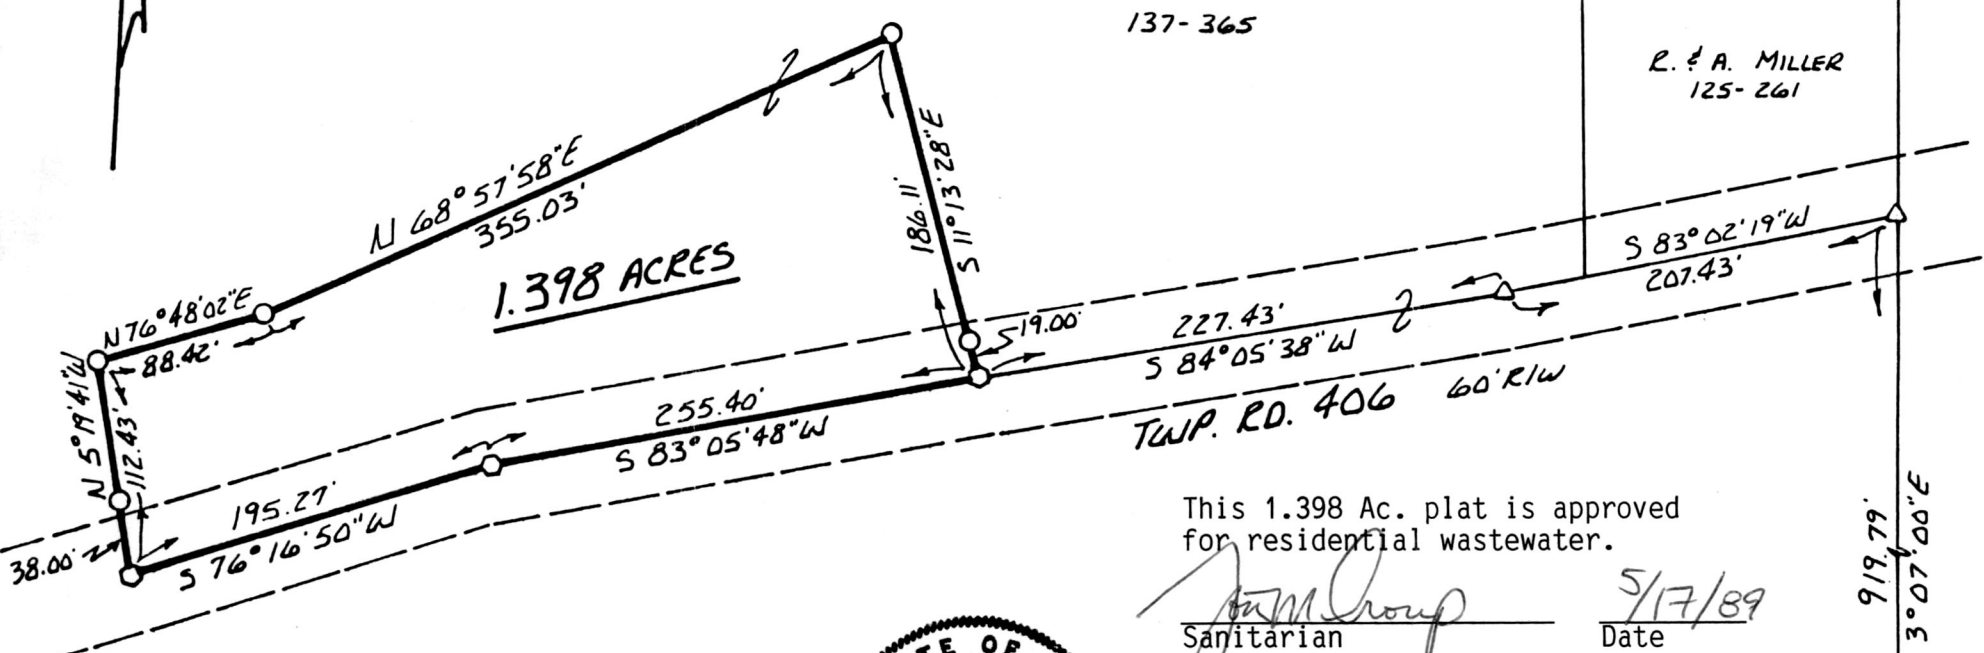 137-365
R. & A. MILLER
125-261
N 68° 57' 58" E
355.03'
1.398 ACRES
N 76° 48' 02" E
88.42'
N 5° 19' 41" W
112.43'
38.00'
186.11'
S 11° 13' 28" E
19.00'
255.40'
S 83° 05' 48" W
195.27'
S 76° 16' 50" W
227.43'
S 84° 05' 38" W
S 83° 02' 19" W
207.43'
TWP. RD. 406 60' R/W
919.79'
3° 07' 00" E
This 1.398 Ac. plat is approved
for residential wastewater.
5/17/89
Sanitarian Date
TE OF